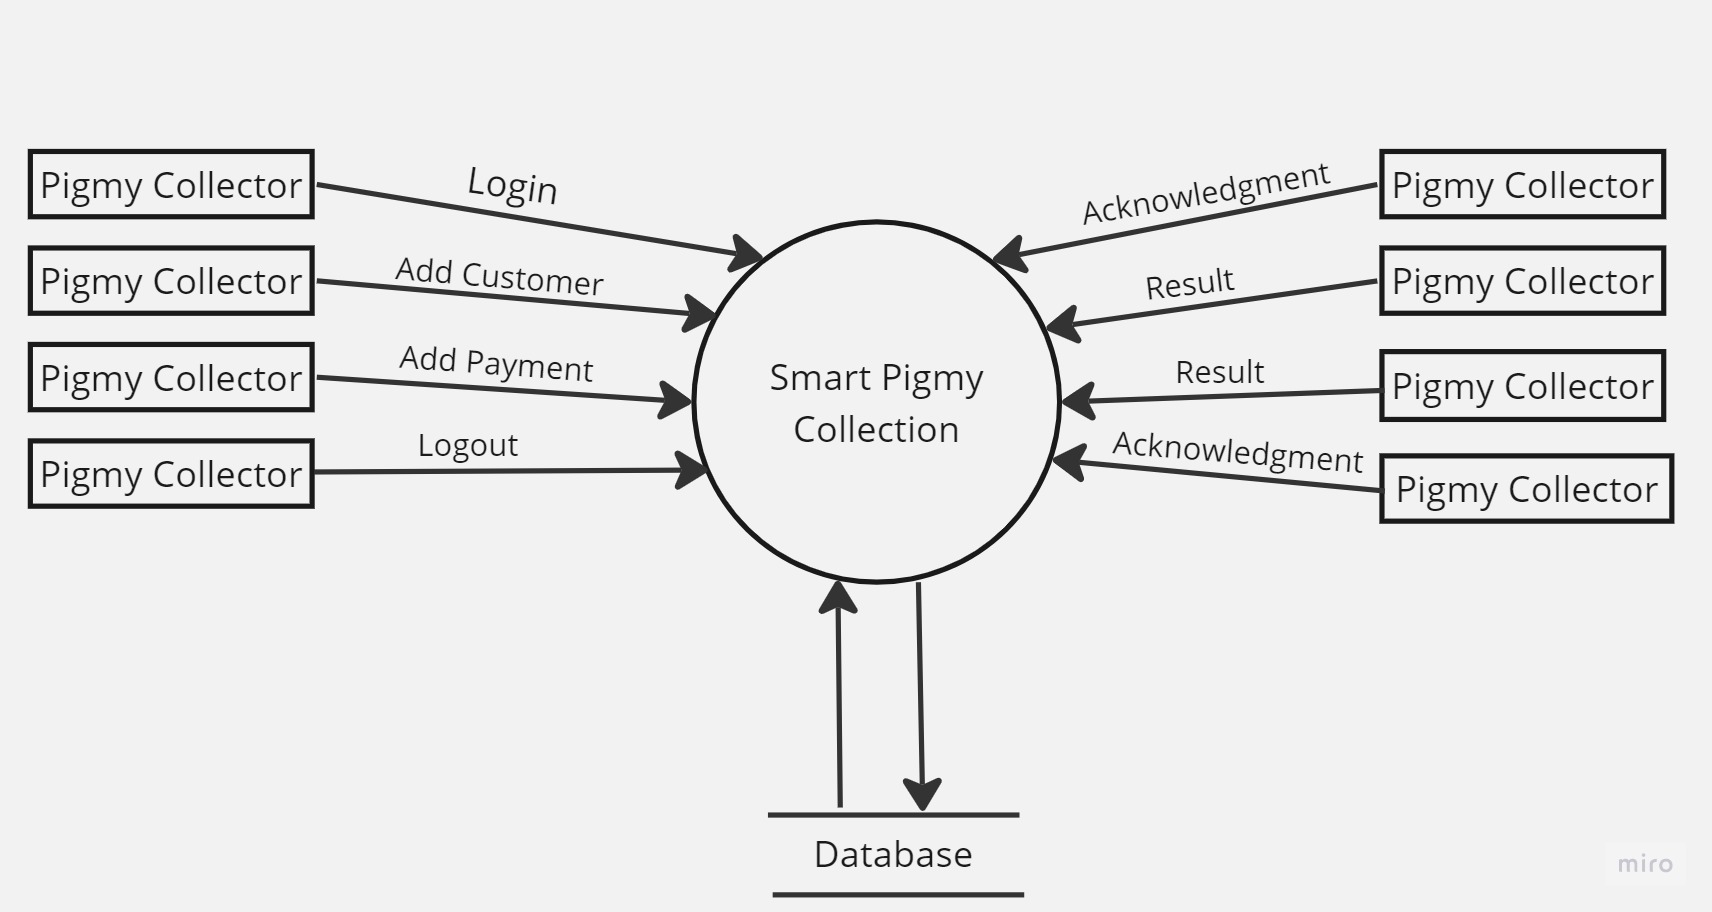 Pigmy Collector
Login
Acknowledgment
Pigmy Collector
Pigmy Collector
Add Customer
Result
Pigmy Collector
Pigmy Collector
Add Payment
Result
Pigmy Collector
Pigmy Collector
Logout
Acknowledgment
Pigmy Collector
Smart Pigmy
Collection
Database
miro